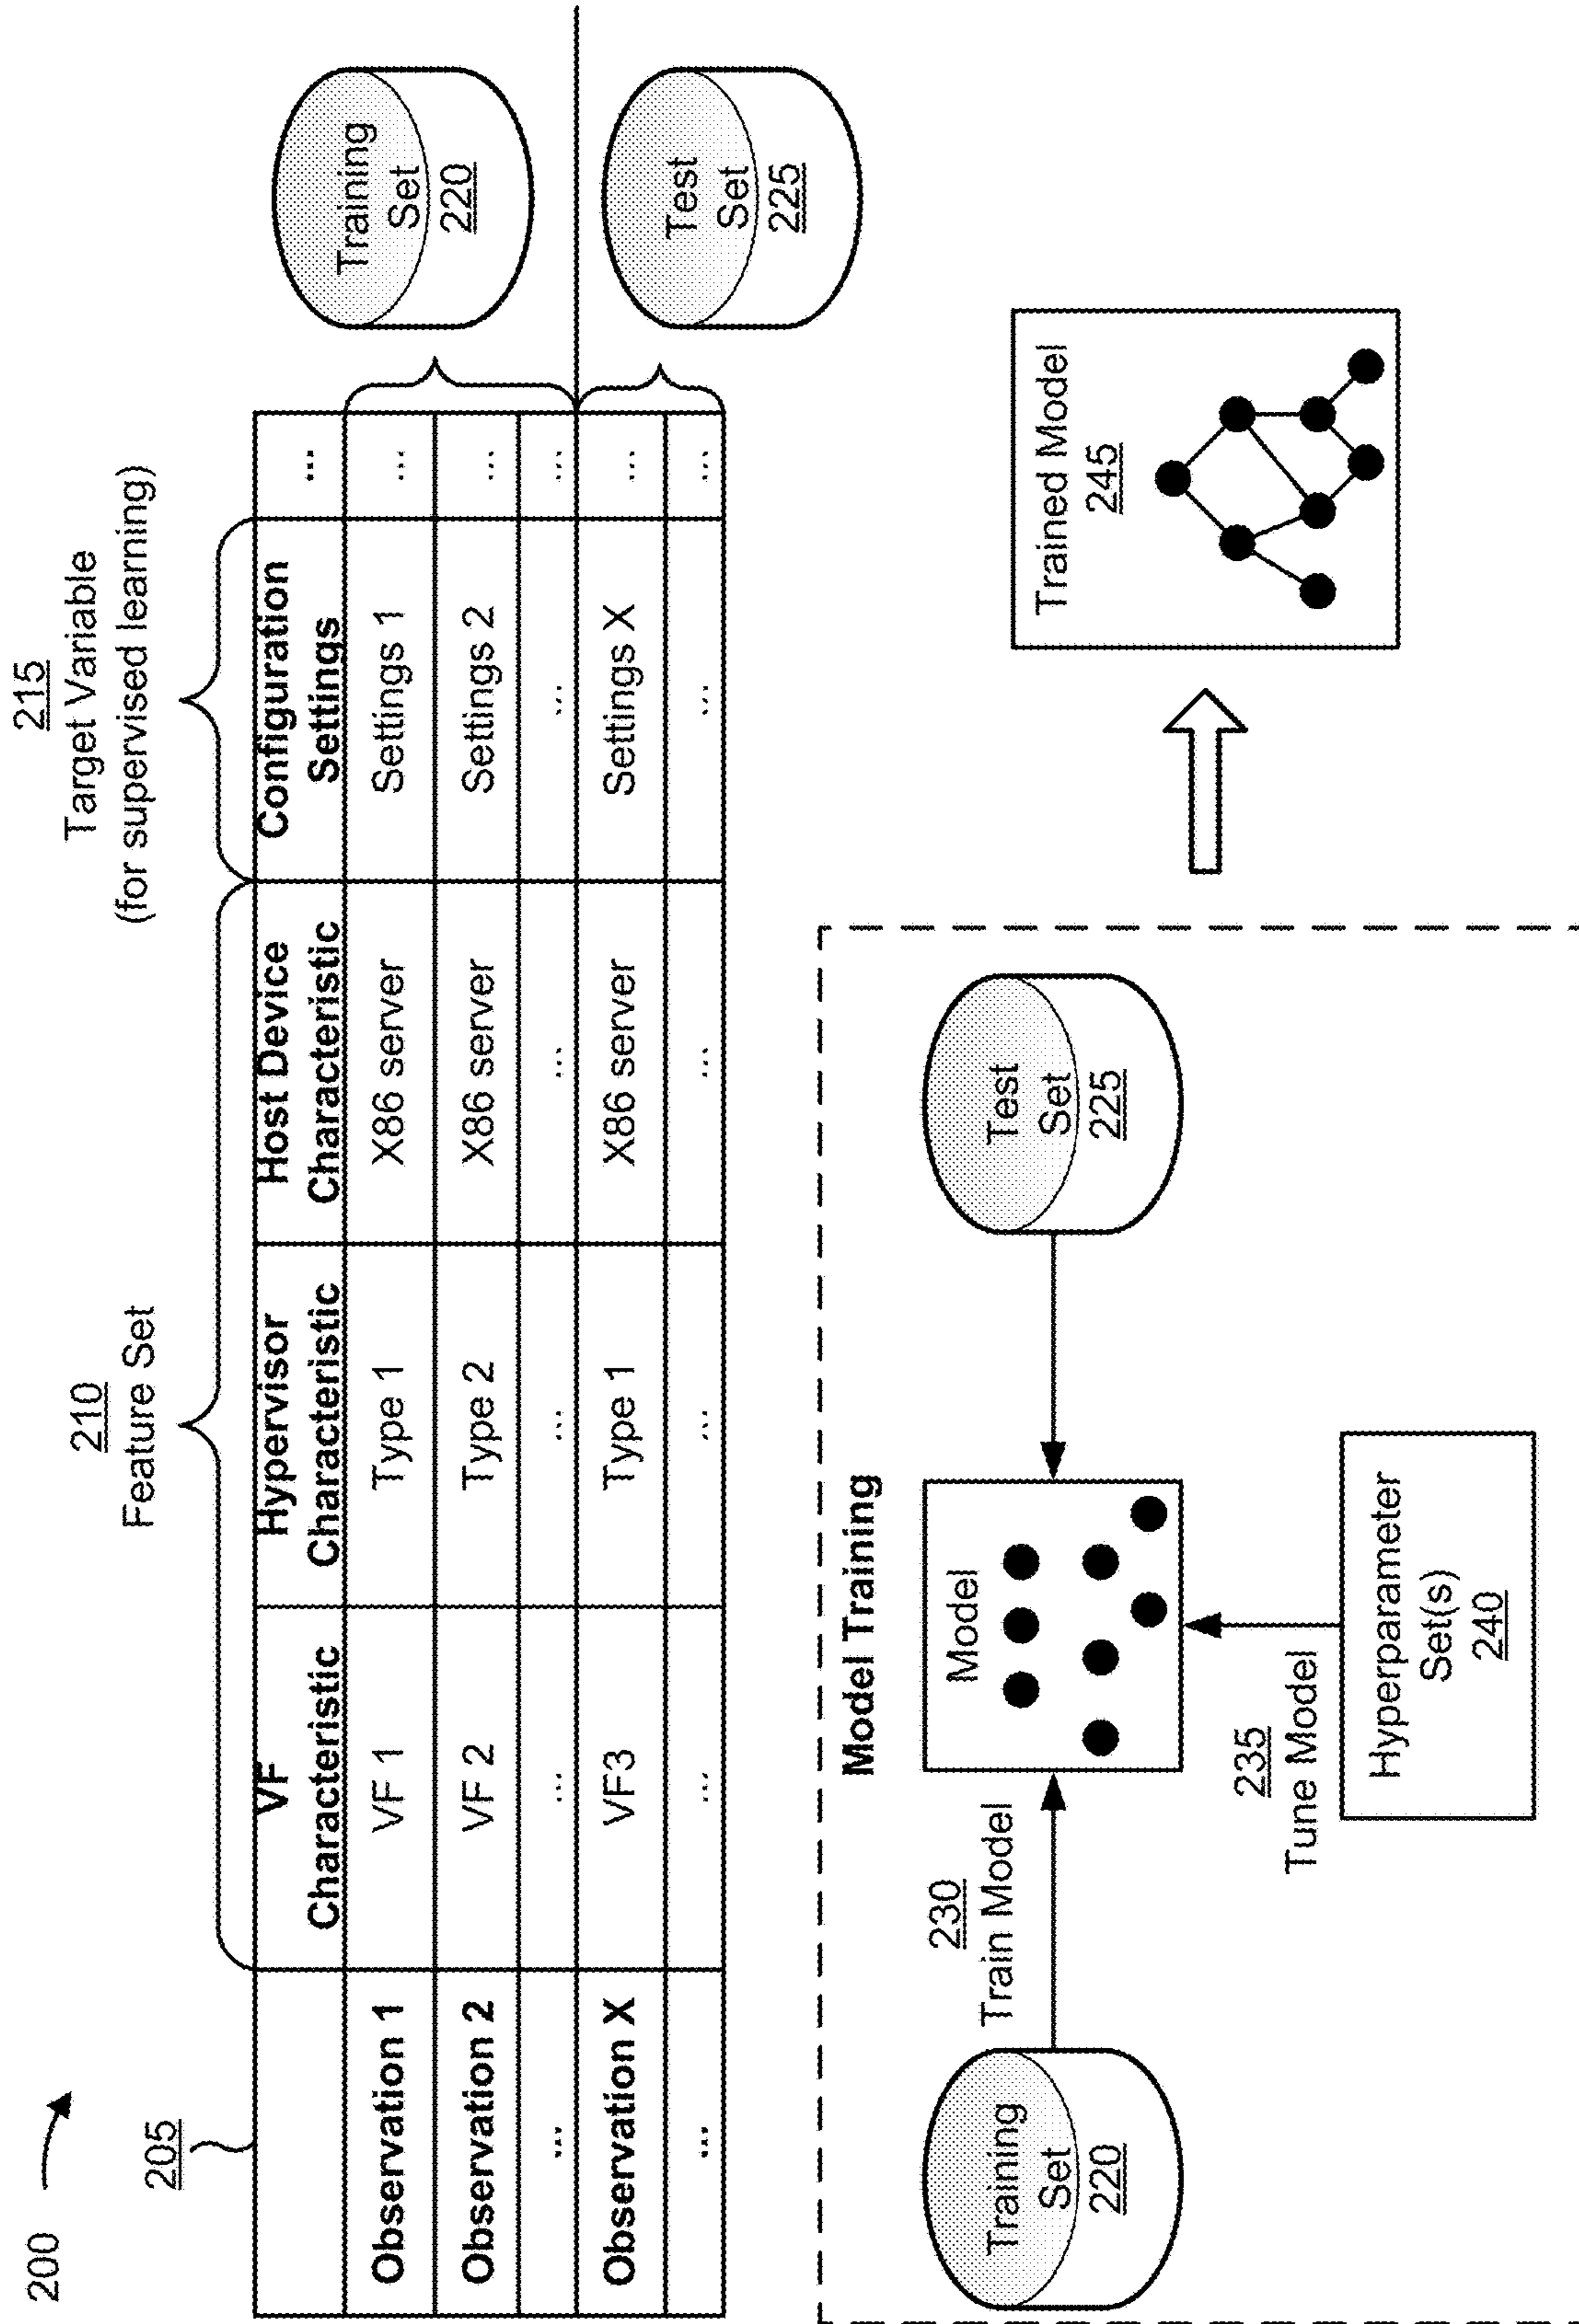 200
205
210
Feature Set
215
Target Variable
(for supervised learning)
VF
Characteristic
Hypervisor
Characteristic
Host Device
Characteristic
Configuration
Settings
...
Observation 1
VF 1
Type 1
X86 server
Settings 1
...
Observation 2
VF 2
Type 2
X86 server
Settings 2
...
...
...
...
...
...
...
Observation X
VF3
Type 1
X86 server
Settings X
...
...
...
...
...
...
...
Training
Set
220
Test
Set
225
Model Training
Training
Set
220
230
Train Model
Model
Test
Set
225
235
Tune Model
Hyperparameter
Set(s)
240
Trained Model
245